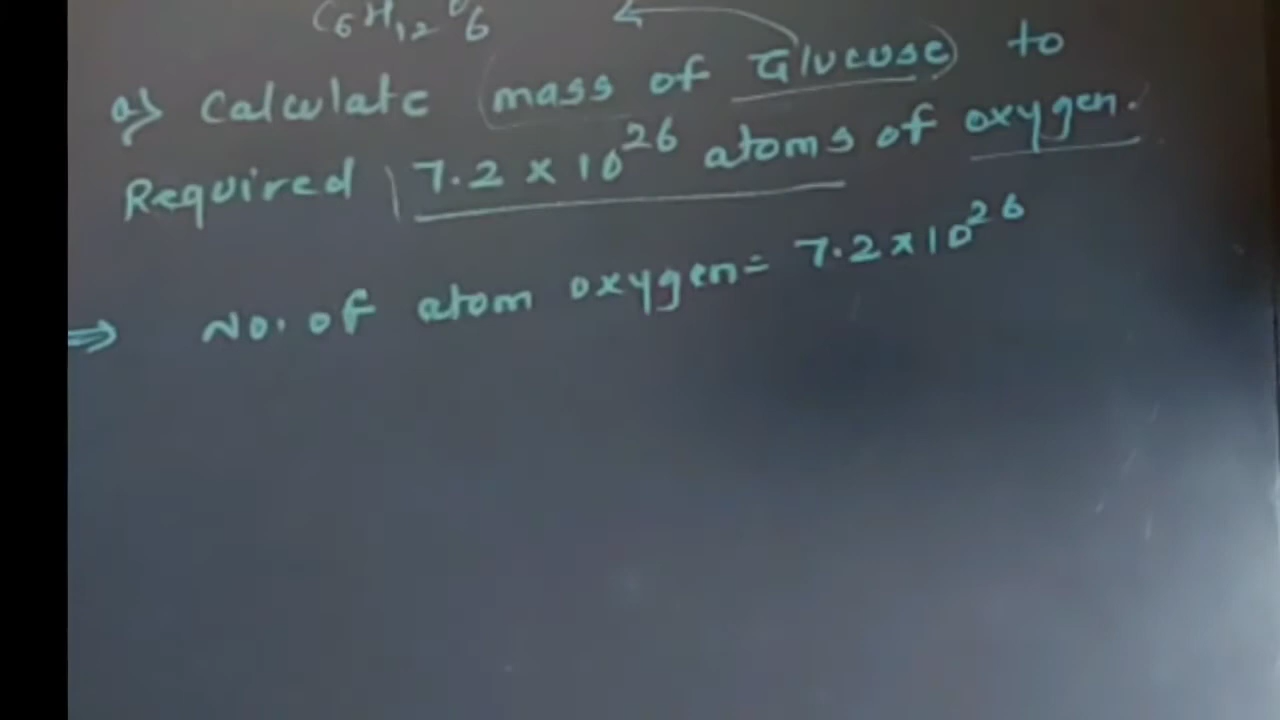 C6H12O6
a) Calculate (mass of Glucose) to
Required 7.2 x 10^26 atoms of oxygen.
⇒ No. of atom oxygen = 7.2 x 10^26